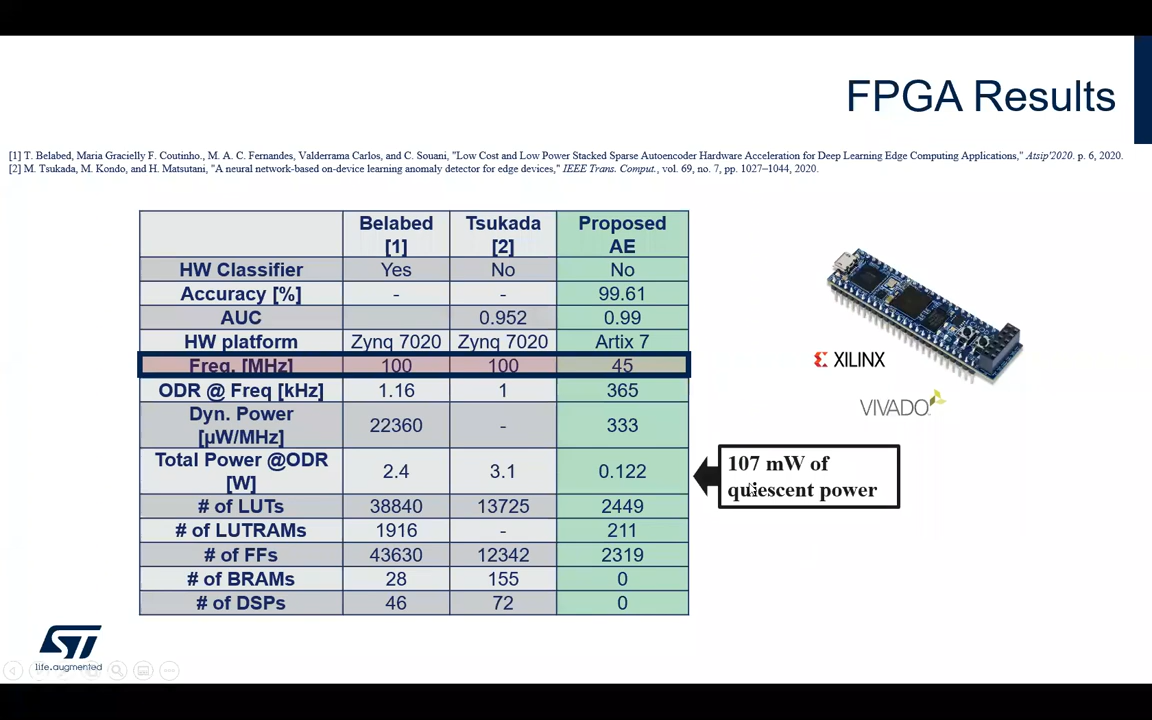 FPGA Results
[1] T. Belabed, Maria Gracielly F. Coutinho., M. A. C. Fernandes, Valderrama Carlos, and C. Souani, "Low Cost and Low Power Stacked Sparse Autoencoder Hardware Acceleration for Deep Learning Edge Computing Applications," Atsip'2020. p. 6, 2020.
[2] M. Tsukada, M. Kondo, and H. Matsutani, "A neural network-based on-device learning anomaly detector for edge devices," IEEE Trans. Comput., vol. 69, no. 7, pp. 1027–1044, 2020.
Belabed Tsukada Proposed
[1] [2] AE
HW Classifier Yes No No
Accuracy [%] - - 99.61
AUC 0.952 0.99
HW platform Zynq 7020 Zynq 7020 Artix 7
Freq. [MHz] 100 100 45
ODR @ Freq [kHz] 1.16 1 365
Dyn. Power
[µW/MHz] 22360 - 333
Total Power @ODR
[W] 2.4 3.1 0.122
# of LUTs 38840 13725 2449
# of LUTRAMs 1916 - 211
# of FFs 43630 12342 2319
# of BRAMs 28 155 0
# of DSPs 46 72 0
XILINX
VIVADO
107 mW of
quiescent power
ST
life.augmented